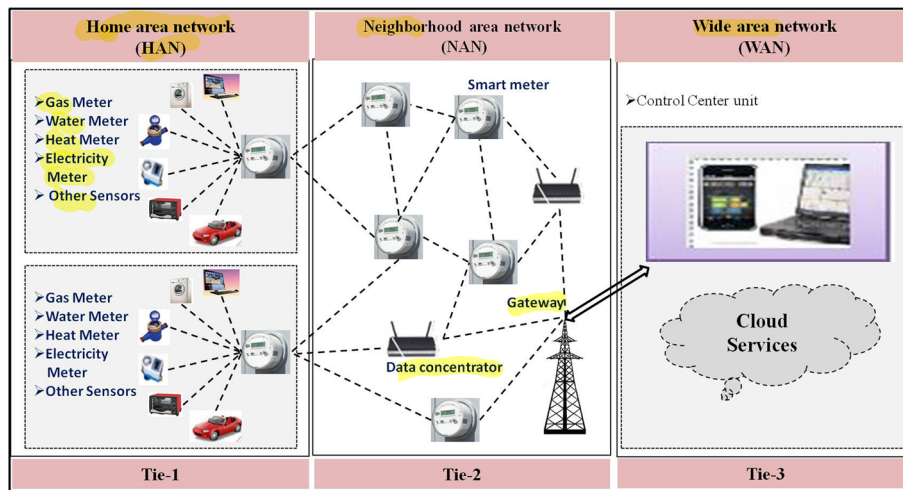 Home area network
(HAN)
Neighborhood area network
(NAN)
Wide area network
(WAN)
➢Gas Meter
➢Water Meter
➢Heat Meter
➢Electricity
Meter
➢ Other Sensors
➢Gas Meter
➢Water Meter
➢Heat Meter
➢Electricity
Meter
➢Other Sensors
Smart meter
Gateway
Data concentrator
➢Control Center unit
Cloud
Services
Tie-1
Tie-2
Tie-3